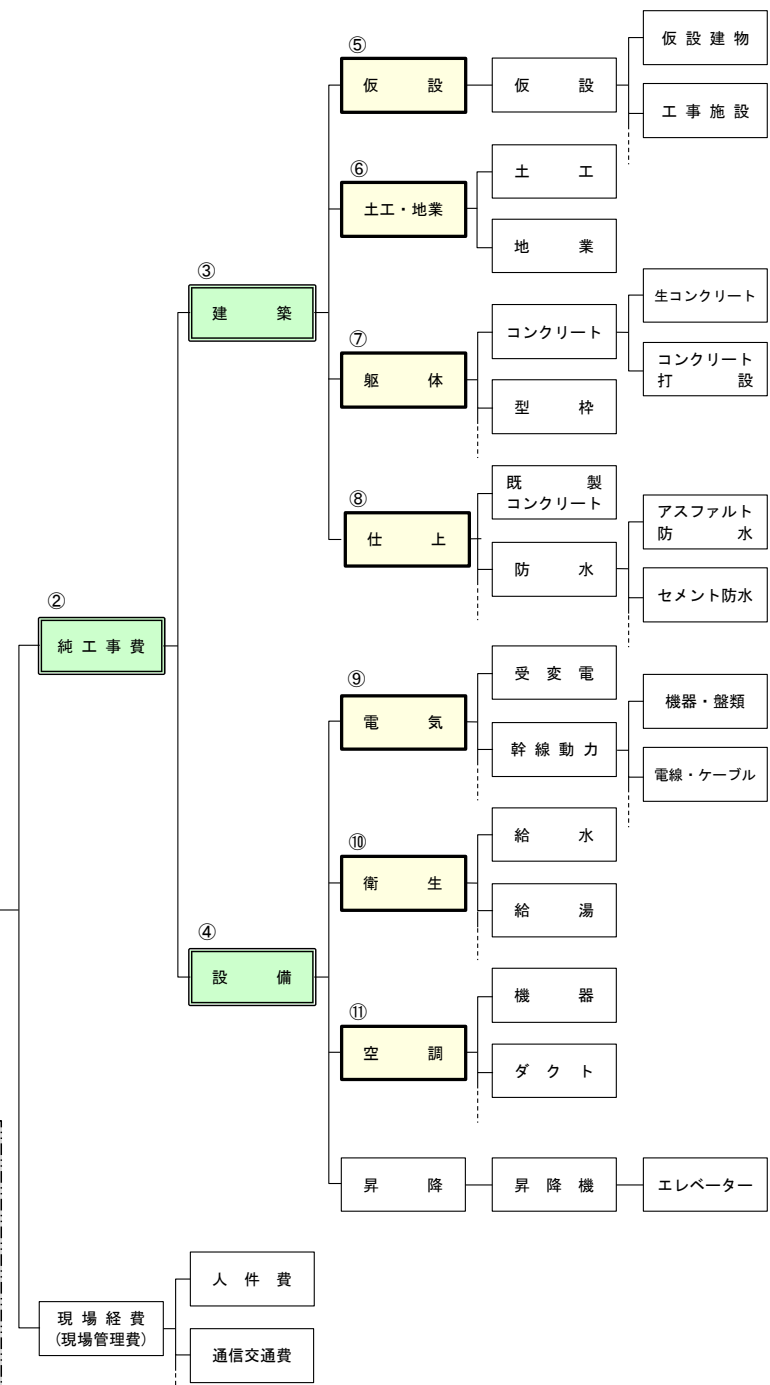 ⑤
仮設
仮設
仮設建物
工事施設
⑥
土工・地業
土工
地業
③
建築
⑦
躯体
コンクリート
型枠
生コンクリート
コンクリート
打設
⑧
仕上
既製
コンクリート
防水
アスファルト
防水
セメント防水
②
純工事費
⑨
電気
受変電
幹線動力
機器・盤類
電線・ケーブル
⑩
衛生
給水
給湯
④
設備
⑪
空調
機器
ダクト
昇降
昇降機
エレベーター
現場経費
(現場管理費)
人件費
通信交通費